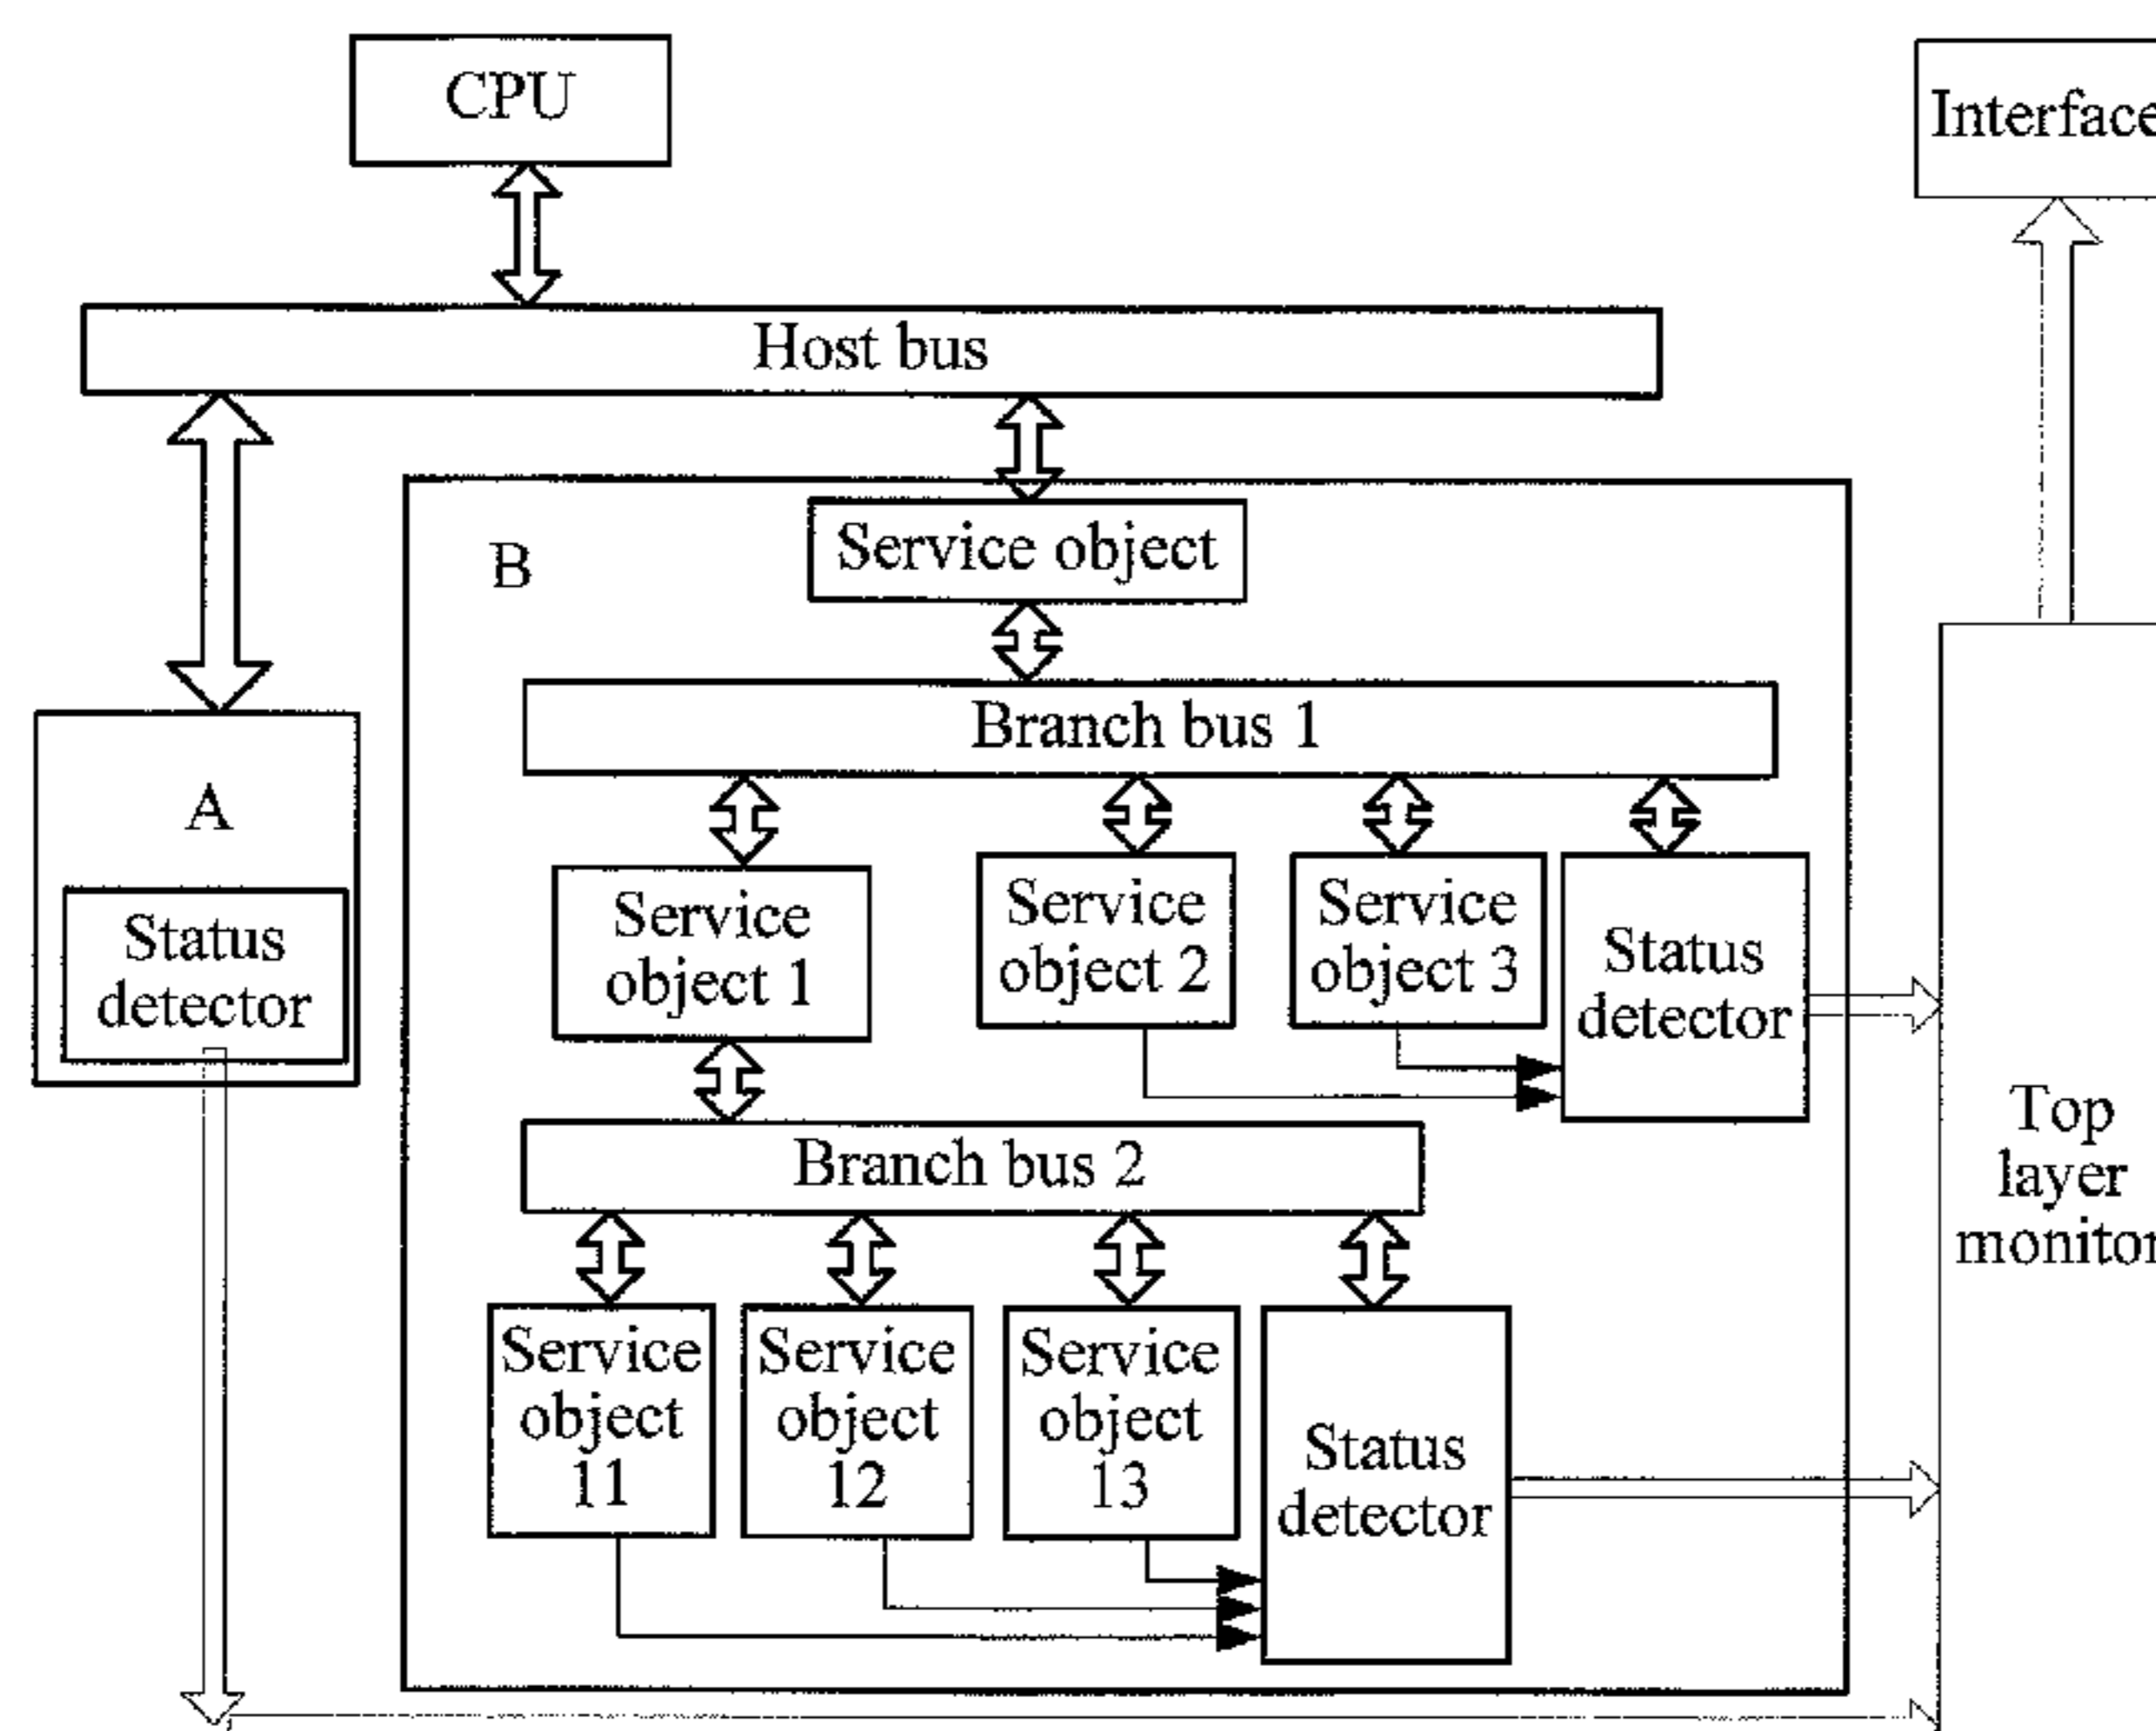 CPU
Interface
Host bus
B
Service object
Branch bus 1
A
Status
detector
Service
object 1
Service
object 2
Service
object 3
Status
detector
Top
layer
monitor
Branch bus 2
Service
object
11
Service
object
12
Service
object
13
Status
detector